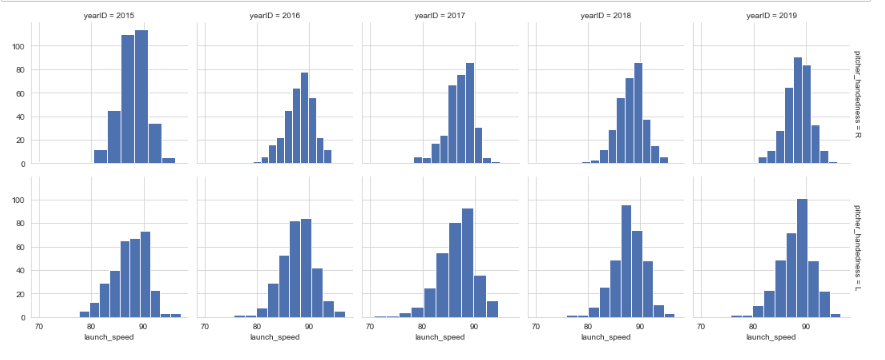 yearID = 2015 yearID = 2016 yearID = 2017 yearID = 2018 yearID = 2019
100
80
60
40
20
0
pitcher_handedness = R
100
80
60
40
20
0
pitcher_handedness = L
70 80 90 70 80 90 70 80 90 70 80 90 70 80 90
launch_speed launch_speed launch_speed launch_speed launch_speed